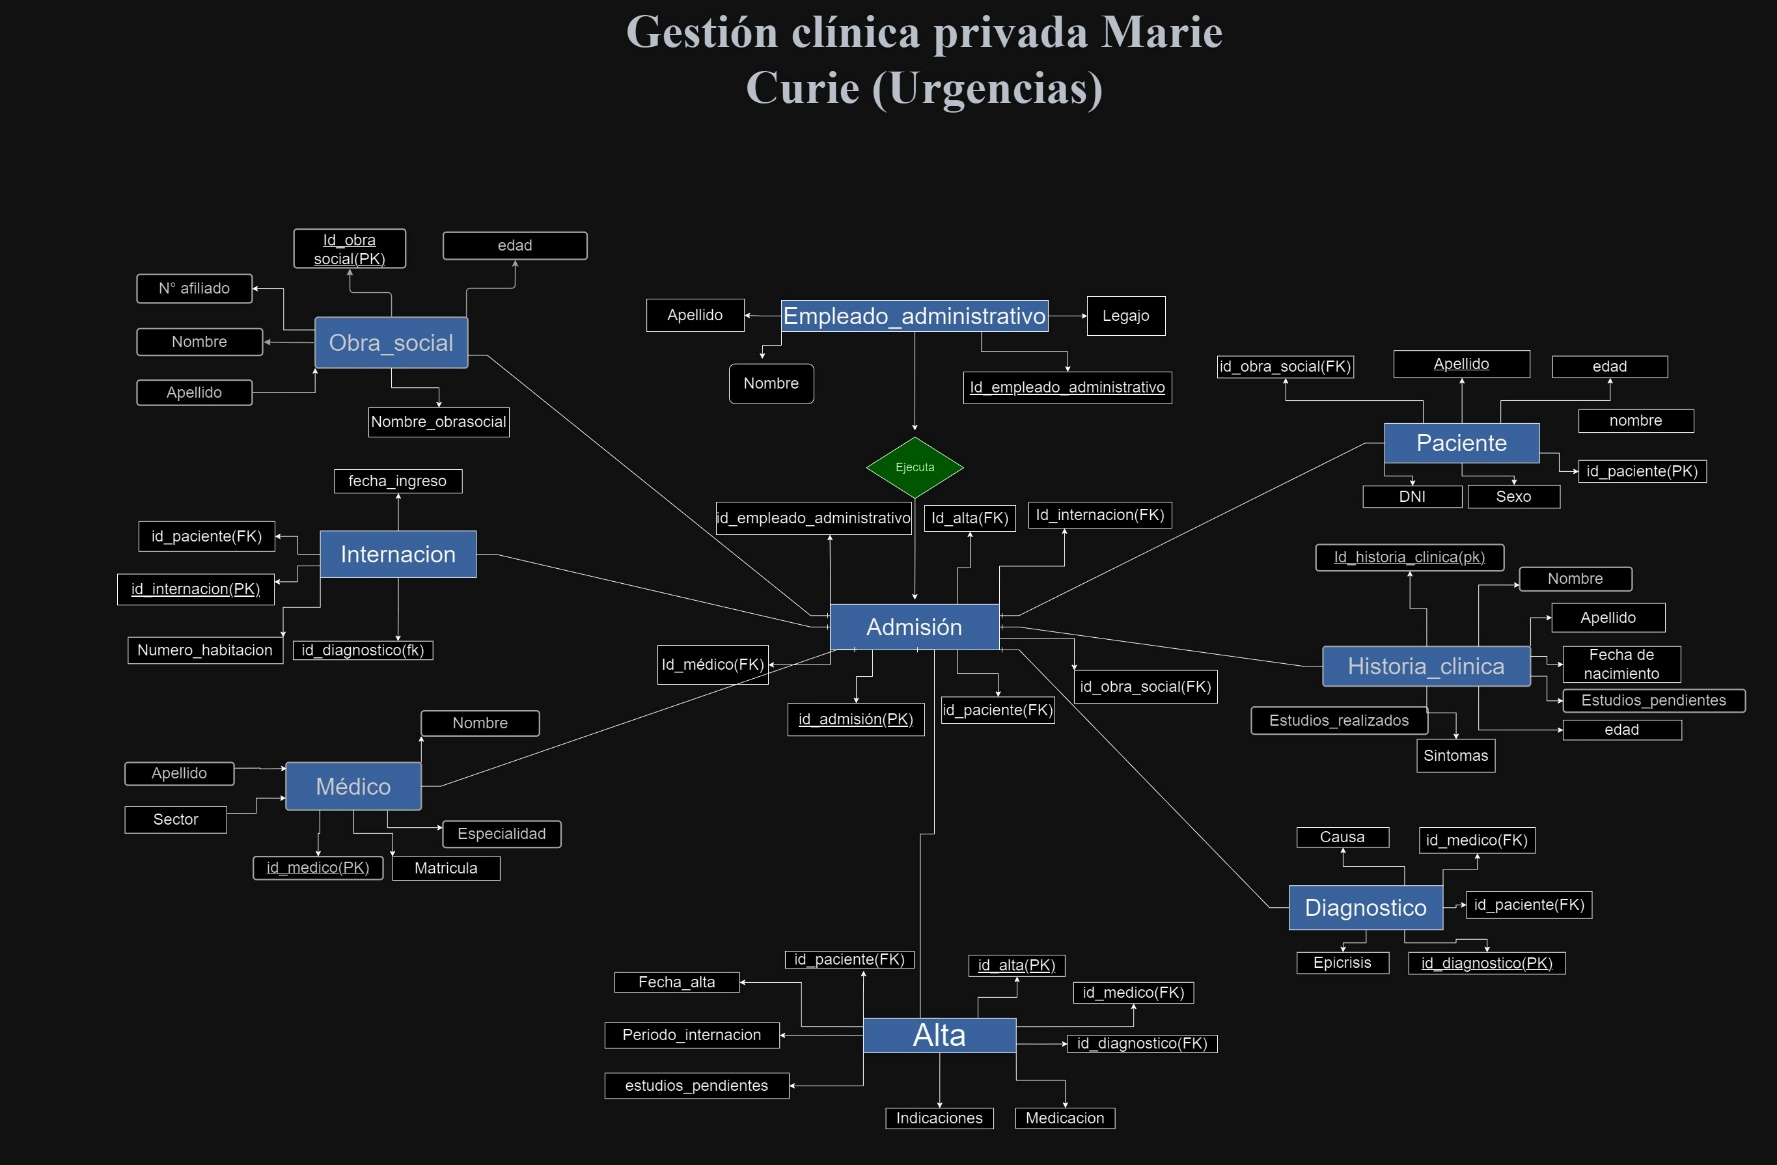 Gestión clínica privada Marie
Curie (Urgencias)
Id_obra
social(PK)
edad
N° afiliado
Nombre
Obra_social
Apellido
Nombre_obrasocial
Apellido
Empleado_administrativo
Legajo
Nombre
Id_empleado_administrativo
Ejecuta
id_obra_social(FK)
Apellido
edad
nombre
Paciente
id_paciente(PK)
DNI
Sexo
fecha_ingreso
id_paciente(FK)
Internacion
id_internacion(PK)
Numero_habitacion
id_diagnostico(fk)
id_empleado_administrativo
Id_alta(FK)
Id_internacion(FK)
Admisión
Id_médico(FK)
id_admisión(PK)
id_paciente(FK)
id_obra_social(FK)
Id_historia_clinica(pk)
Nombre
Apellido
Historia_clinica
Fecha de
nacimiento
Estudios_pendientes
Estudios_realizados
edad
Sintomas
Nombre
Apellido
Médico
Sector
Especialidad
id_medico(PK)
Matricula
Causa
id_medico(FK)
Diagnostico
id_paciente(FK)
Epicrisis
id_diagnostico(PK)
id_paciente(FK)
id_alta(PK)
Fecha_alta
id_medico(FK)
Periodo_internacion
Alta
id_diagnostico(FK)
estudios_pendientes
Indicaciones
Medicacion